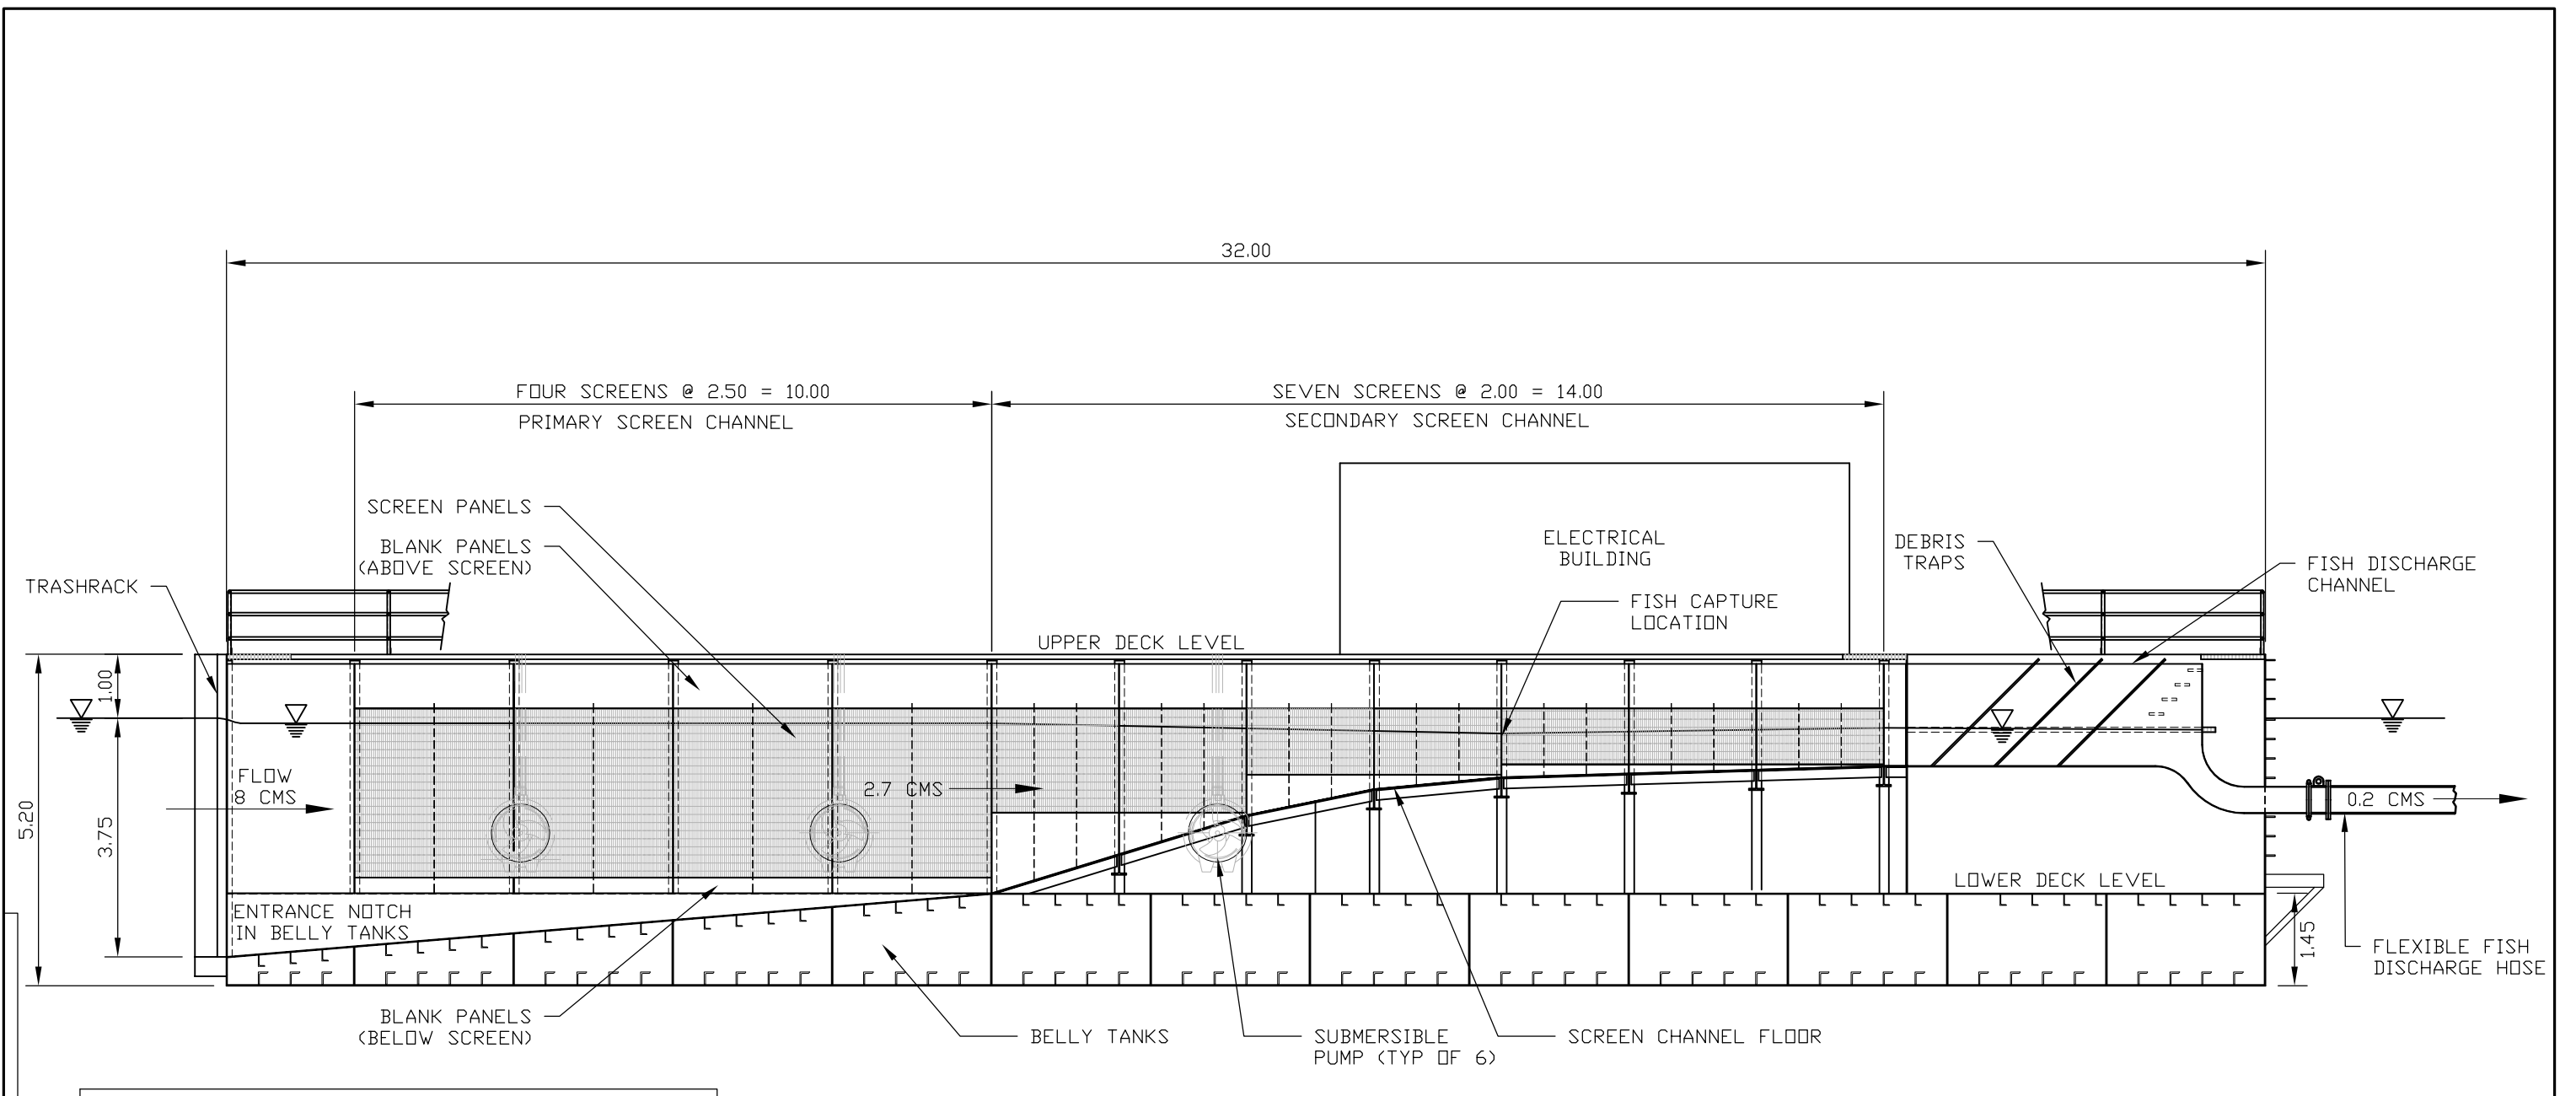 32.00
FOUR SCREENS @ 2.50 = 10.00
PRIMARY SCREEN CHANNEL
SEVEN SCREENS @ 2.00 = 14.00
SECONDARY SCREEN CHANNEL
SCREEN PANELS
BLANK PANELS
(ABOVE SCREEN)
TRASHRACK
ELECTRICAL
BUILDING
DEBRIS
TRAPS
FISH DISCHARGE
CHANNEL
FISH CAPTURE
LOCATION
UPPER DECK LEVEL
1.00
FLOW
8 CMS
2.7 CMS
0.2 CMS
5.20
3.75
LOWER DECK LEVEL
ENTRANCE NOTCH
IN BELLY TANKS
1.45
FLEXIBLE FISH
DISCHARGE HOSE
BLANK PANELS
(BELOW SCREEN)
BELLY TANKS
SUBMERSIBLE
PUMP (TYP OF 6)
SCREEN CHANNEL FLOOR